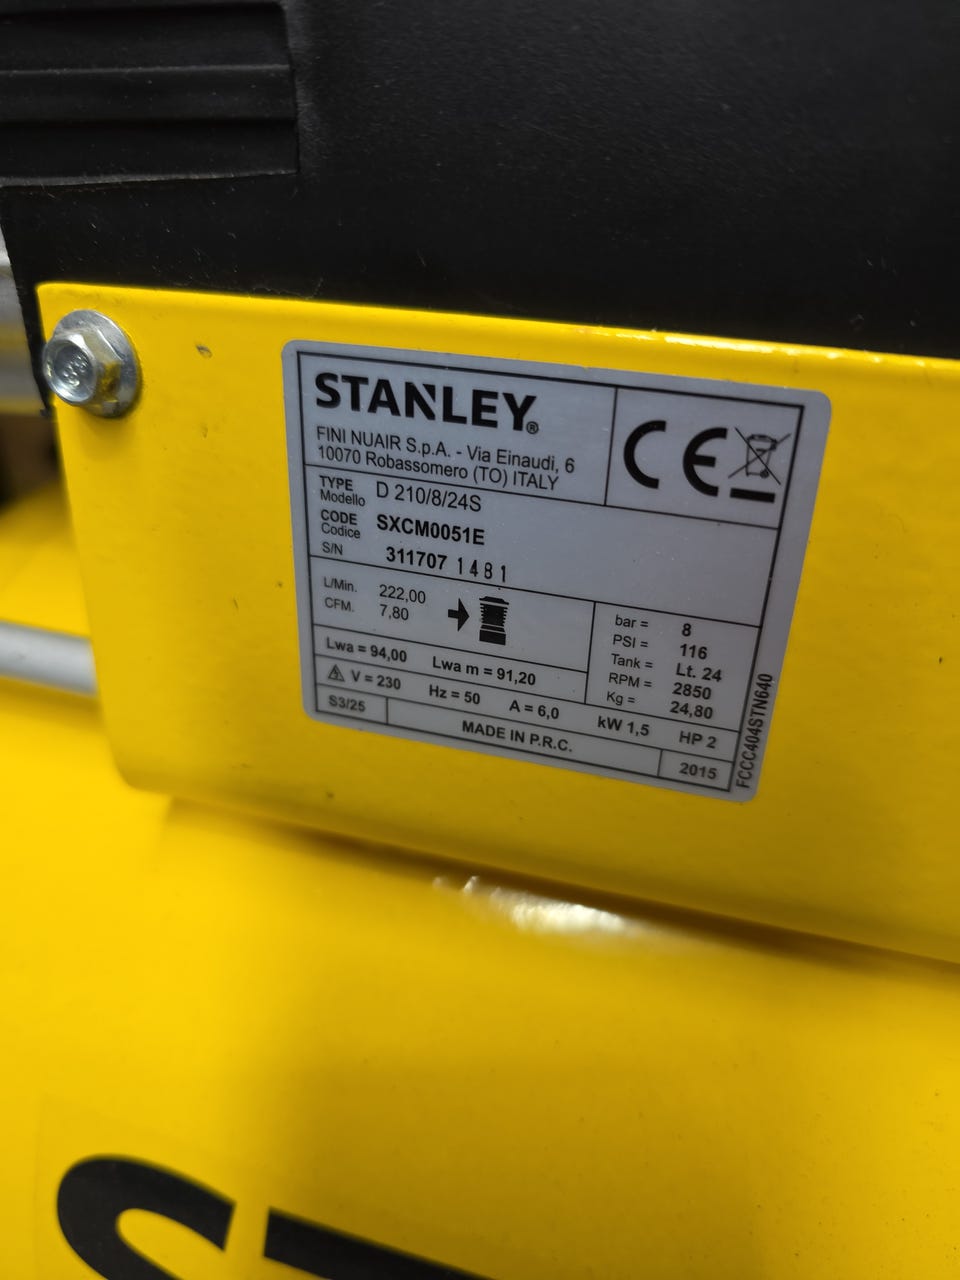 STANLEY®
FINI NUAIR S.p.A. - Via Einaudi, 6
10070 Robassomero (TO) ITALY
CE
TYPE
Modello
D 210/8/24S
CODE
Codice
SXCM0051E
S/N
311707 1481
L/Min. 222,00
CFM. 7,80
bar = 8
PSI = 116
Tank = Lt. 24
RPM = 2850
Kg = 24,80
Lwa = 94,00 Lwa m = 91,20
V = 230 Hz = 50 A = 6,0 kW 1,5 HP 2
S3/25
MADE IN P.R.C.
2015
FCCC404STN640
ST